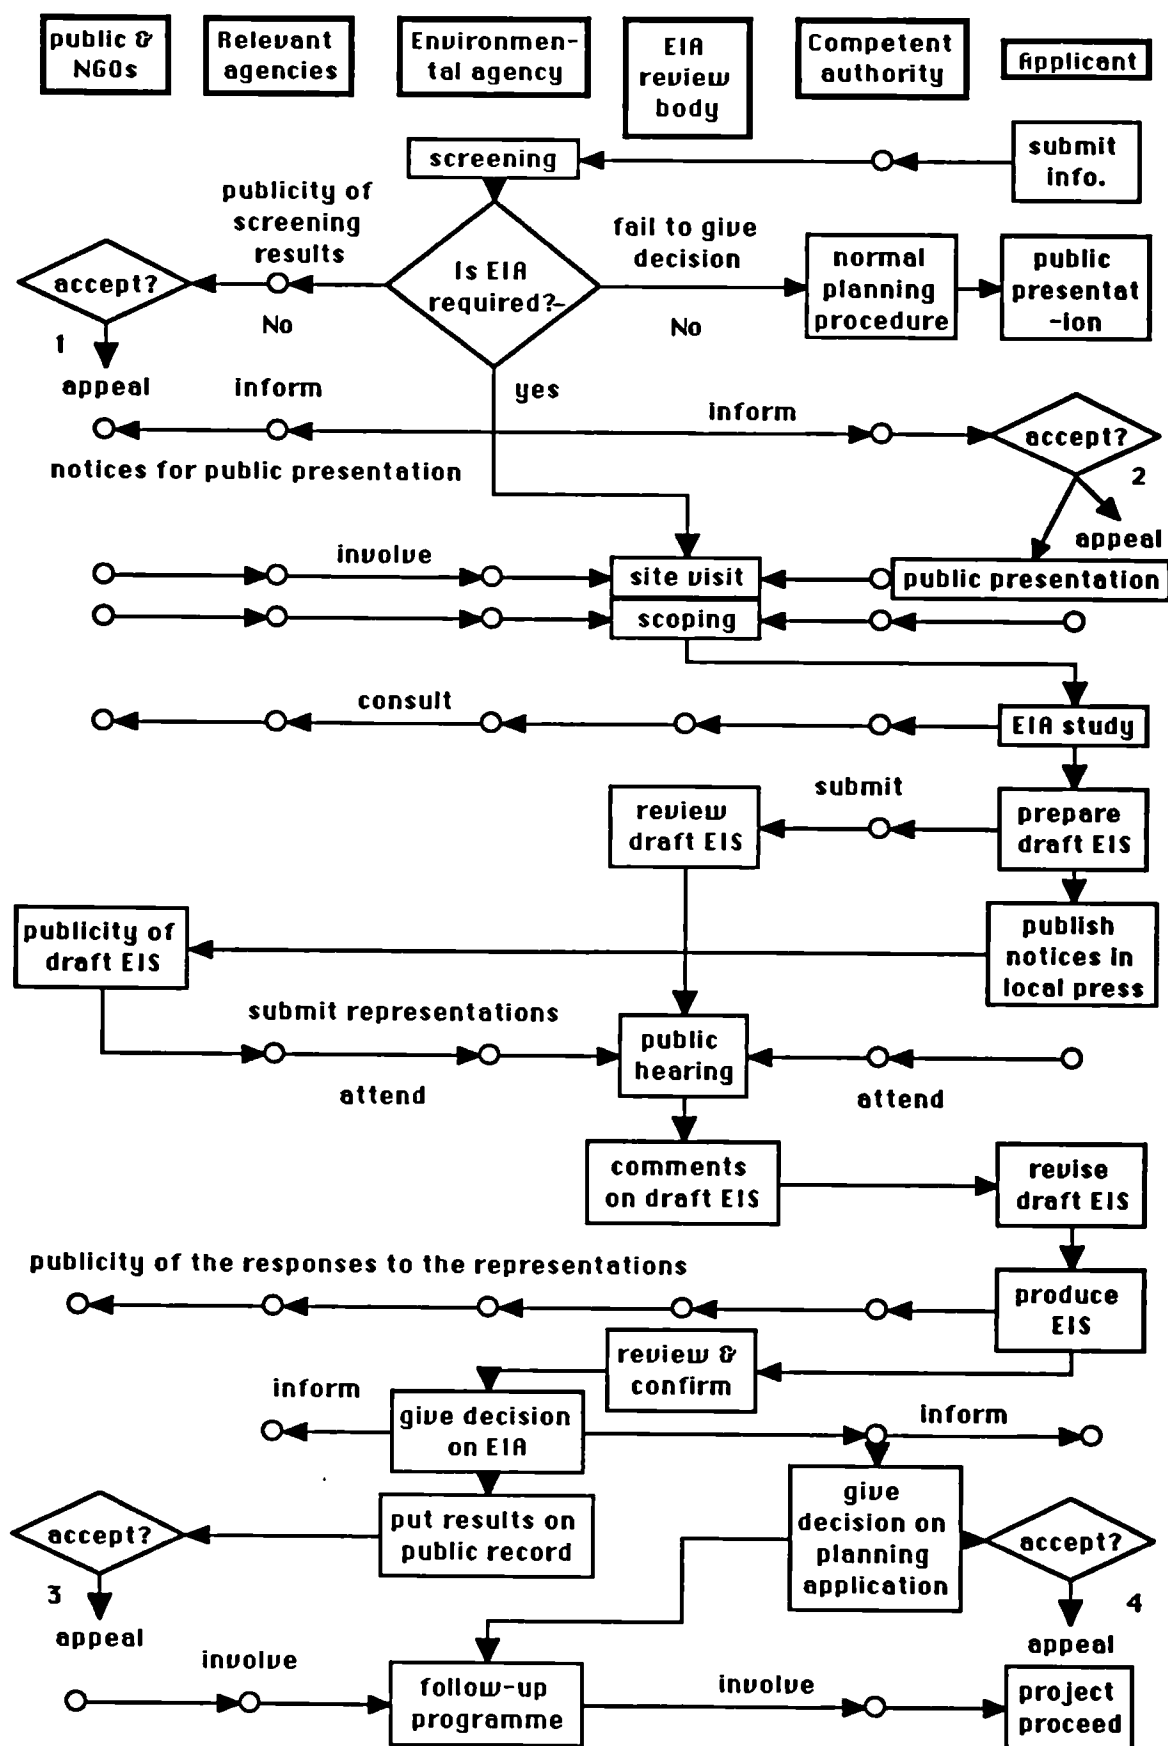 public &
NGOs
Relevant
agencies
Environmen-
tal agency
EIA
review
body
Competent
authority
Applicant
screening
submit
info.
publicity of
screening
results
fail to give
decision
accept?
Is EIA
required?-
normal
planning
procedure
public
presentat
-ion
No
No
1
appeal
inform
yes
inform
accept?
notices for public presentation
2
appeal
involve
site visit
public presentation
scoping
consult
EIA study
submit
review
draft EIS
prepare
draft EIS
publicity of
draft EIS
publish
notices in
local press
submit representations
public
hearing
attend
attend
comments
on draft EIS
revise
draft EIS
publicity of the responses to the representations
produce
EIS
review &
confirm
inform
give decision
on EIA
inform
accept?
put results on
public record
give
decision on
planning
application
accept?
3
appeal
4
appeal
involve
follow-up
programme
involve
project
proceed